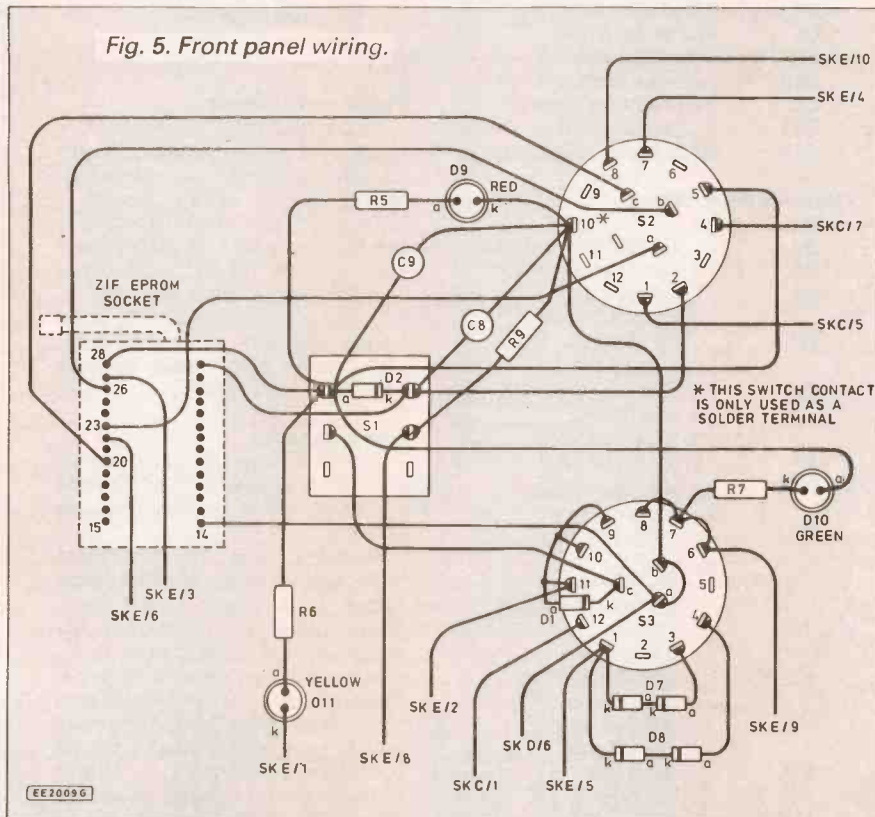 Fig. 5. Front panel wiring.
SKE/10
SKE/4
D9
RED
R5
a
k
8
7
6
9
c
b
5
10 *
S2
4
SKC/7
a
11
3
12
1
2
C9
C8
R9
SKC/5
ZIF EPROM
SOCKET
28
26
23
20
15
14
D2
a
k
S1
* THIS SWITCH CONTACT
IS ONLY USED AS A
SOLDER TERMINAL
R7
k
a
D10
GREEN
9
8
7
10
b
6
11
c
k
a
5
D1
12
S3
4
1
2
3
SKE/3
SKE/6
R6
a
YELLOW
O11
k
SKE/2
D7
k
a
k
a
D8
k
a
k
a
SKE/9
SKD/6
SKE/1
SKE/8
SKC/1
SKE/5
EE2009G